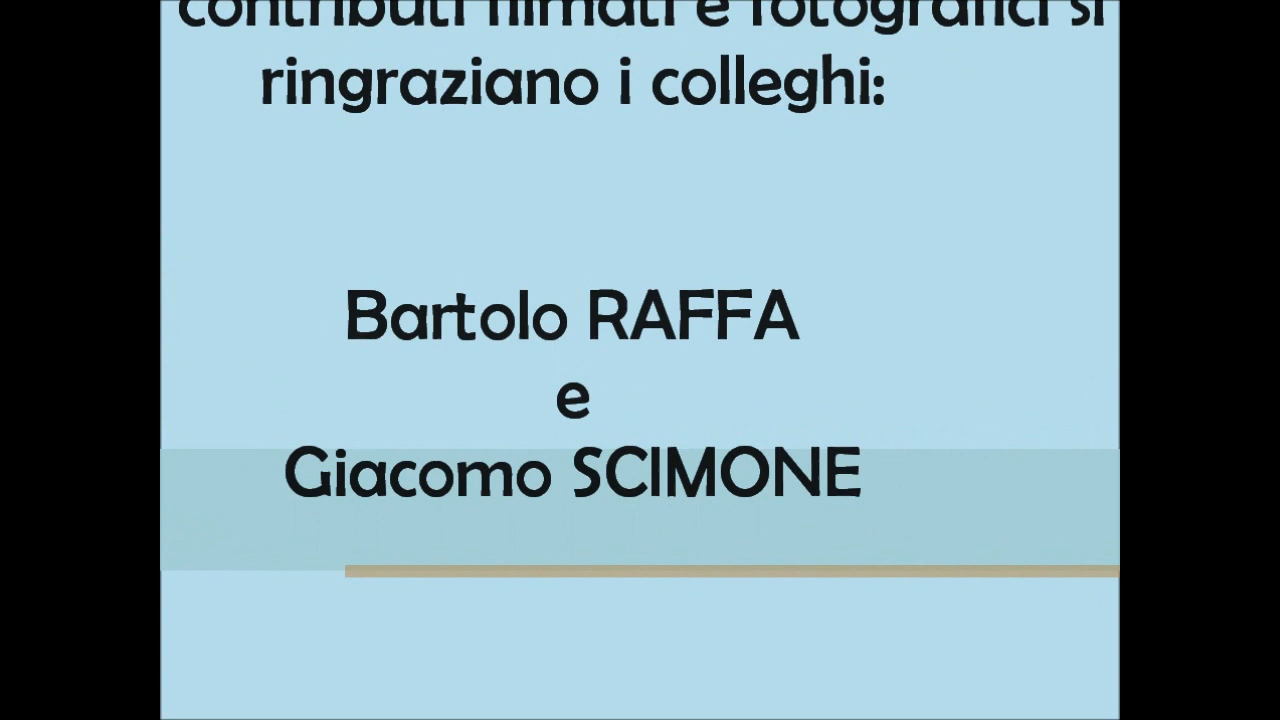 contributi filmati e fotografici si
ringraziano i colleghi:
Bartolo RAFFA
e
Giacomo SCIMONE